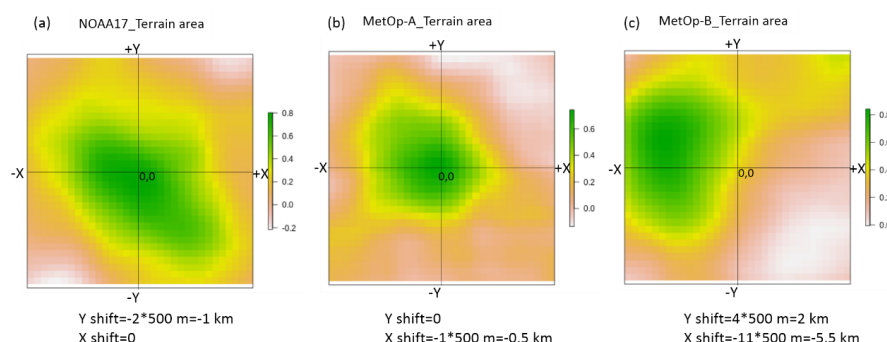 (a) NOAA17_Terrain area
+Y
-X
0,0
+X
-Y
0.8
0.6
0.4
0.2
0.0
-0.2
Y shift=-2*500 m=-1 km
X shift=0
(b) MetOp-A_Terrain area
+Y
-X
0,0
+X
-Y
0.6
0.4
0.2
0.0
Y shift=0
X shift=-1*500 m=-0.5 km
(c) MetOp-B_Terrain area
+Y
-X
0,0
+X
-Y
Y shift=4*500 m=2 km
X shift=-11*500 m=-5.5 km